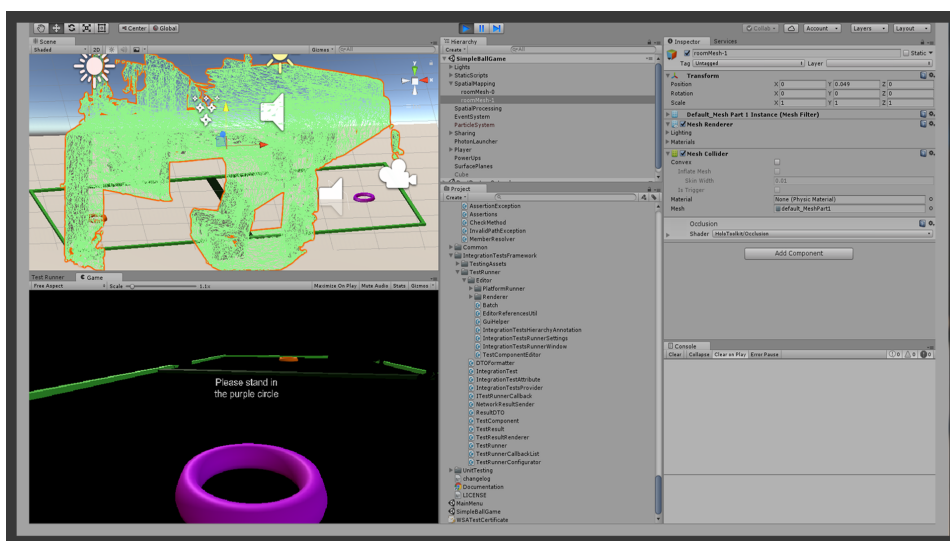 Center Global
Collab Account Layers Layout
Scene
Shaded 2D Gizmos All
Test Runner Game
Free Aspect Scale 1.1x Maximize On Play Mute Audio Stats Gizmos
Please stand in
the purple circle
Hierarchy
Create All
SimpleBallGame
Lights
StaticScripts
SpatialMapping
roomMesh-0
roomMesh-1
SpatialProcessing
EventSystem
ParticleSystem
Sharing
PhotonLauncher
Player
PowerUps
SurfacePlanes
Cube
Project
Create
AssertionException
Assertions
CheckMethod
InvalidPathException
MemberResolver
Common
IntegrationTestsFramework
TestingAssets
TestRunner
Editor
PlatformRunner
Renderer
Batch
EditorReferencesUtil
GuiHelper
IntegrationTestsHierarchyAnnotation
IntegrationTestsRunnerSettings
IntegrationTestsRunnerWindow
TestComponentEditor
DTOFormatter
IntegrationTest
IntegrationTestAttribute
IntegrationTestsProvider
ITestRunnerCallback
NetworkResultSender
ResultDTO
TestComponent
TestResult
TestResultRenderer
TestRunner
TestRunnerCallbackList
TestRunnerConfigurator
UnitTesting
changelog
Documentation
LICENSE
MainMenu
SimpleBallGame
WSATestCertificate
Inspector Services
roomMesh-1 Static
Tag Untagged Layer
Transform
Position X 0 Y 0.049 Z 0
Rotation X 0 Y 0 Z 0
Scale X 1 Y 1 Z 1
Default_Mesh Part 1 Instance (Mesh Filter)
Mesh Renderer
Lighting
Materials
Mesh Collider
Convex
Inflate Mesh
Skin Width 0.01
Is Trigger
Material None (Physic Material)
Mesh default_MeshPart1
Occlusion
Shader HoloToolkit/Occlusion
Add Component
Console
Clear Collapse Clear on Play Error Pause 0 0 0